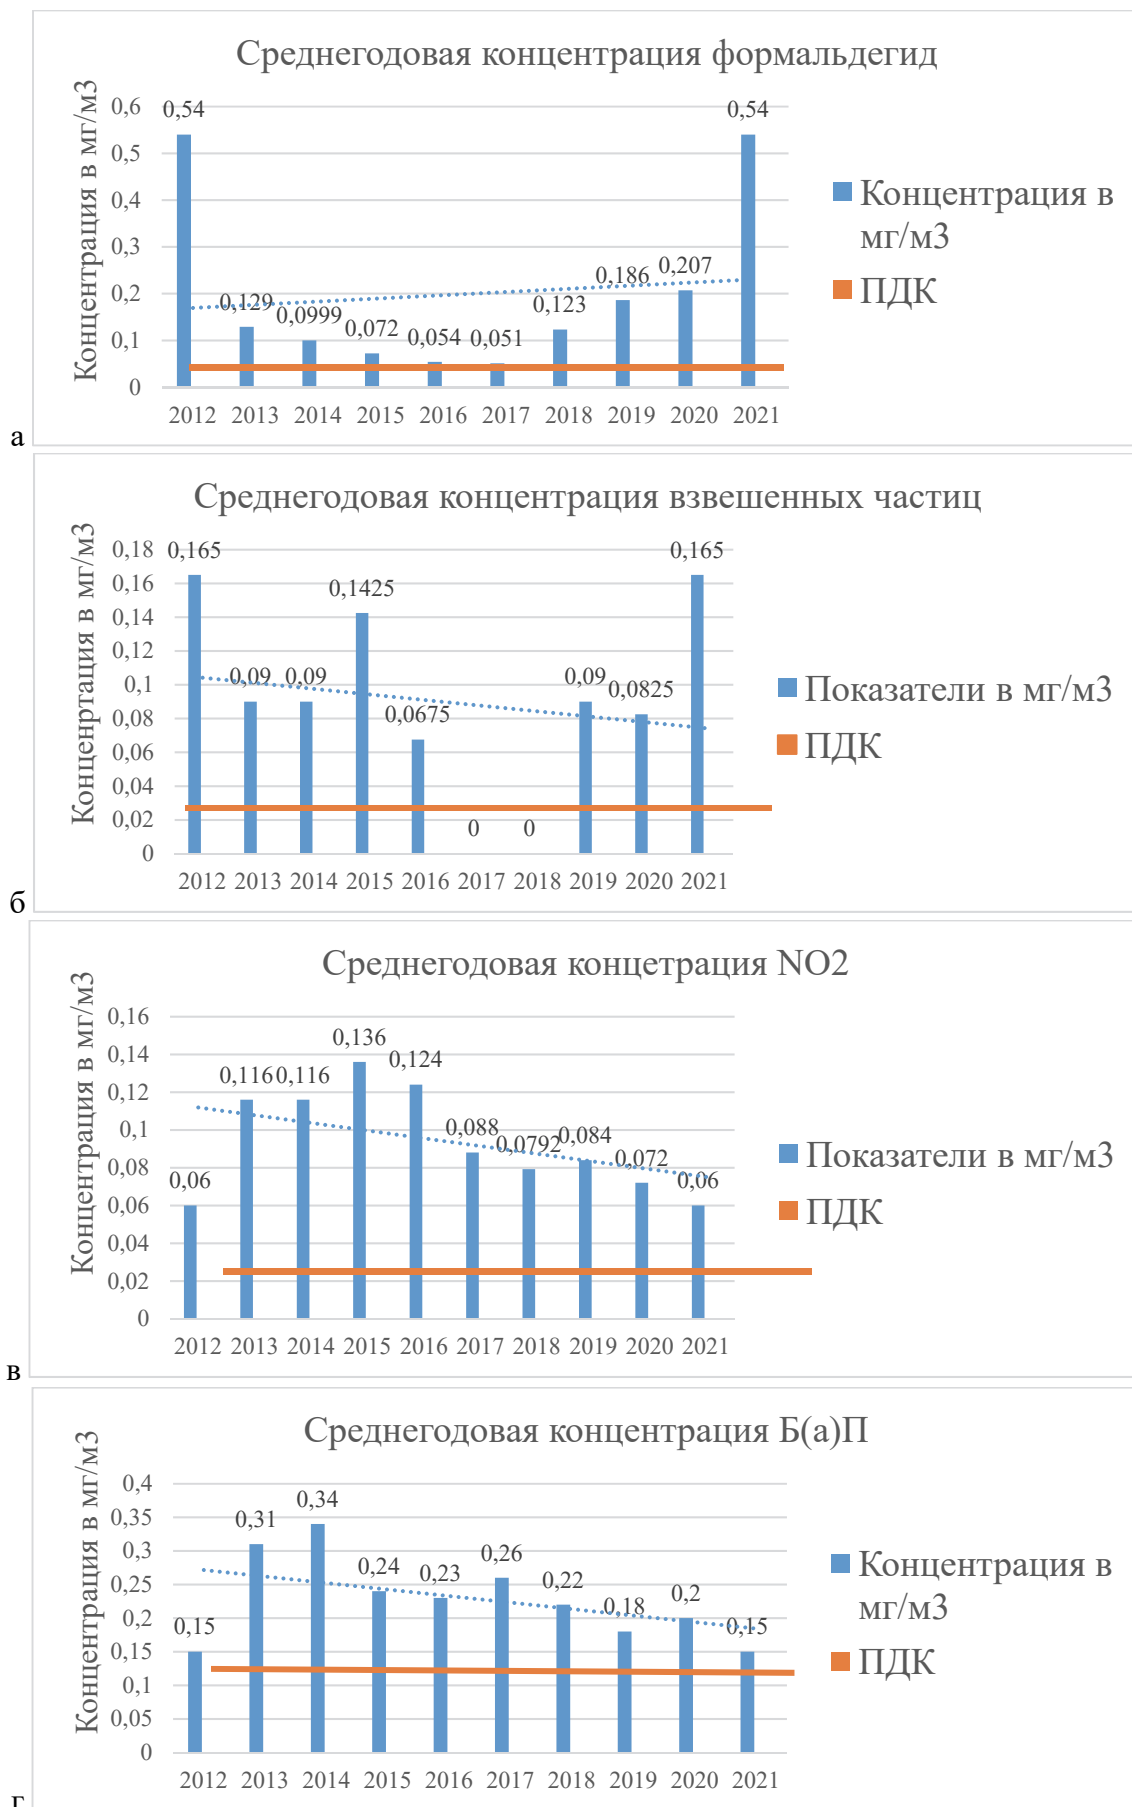 Среднегодовая концентрация формальдегид
Концентрация в мг/м3
0,6
0,5
0,4
0,3
0,2
0,1
0
0,54
0,129
0,0999
0,072
0,054
0,051
0,123
0,186
0,207
0,54
2012 2013 2014 2015 2016 2017 2018 2019 2020 2021
Концентрация в
мг/м3
ПДК
а
Среднегодовая концентрация взвешенных частиц
Конценртация в мг/м3
0,18
0,16
0,14
0,12
0,1
0,08
0,06
0,04
0,02
0
0,165
0,09
0,09
0,1425
0,0675
0
0
0,09
0,0825
0,165
2012 2013 2014 2015 2016 2017 2018 2019 2020 2021
Показатели в мг/м3
ПДК
б
Среднегодовая концетрация NO2
Концентрация в мг/м3
0,16
0,14
0,12
0,1
0,08
0,06
0,04
0,02
0
0,06
0,116
0,116
0,136
0,124
0,088
0,0792
0,084
0,072
0,06
2012 2013 2014 2015 2016 2017 2018 2019 2020 2021
Показатели в мг/м3
ПДК
в
Среднегодовая концентрация Б(а)П
Концентрация в мг/м3
0,4
0,35
0,3
0,25
0,2
0,15
0,1
0,05
0
0,15
0,31
0,34
0,24
0,23
0,26
0,22
0,18
0,2
0,15
2012 2013 2014 2015 2016 2017 2018 2019 2020 2021
Концентрация в
мг/м3
ПДК
г